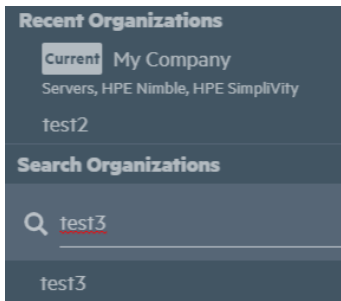 Recent Organizations
Current My Company
Servers, HPE Nimble, HPE SimpliVity
test2
Search Organizations
test3
test3